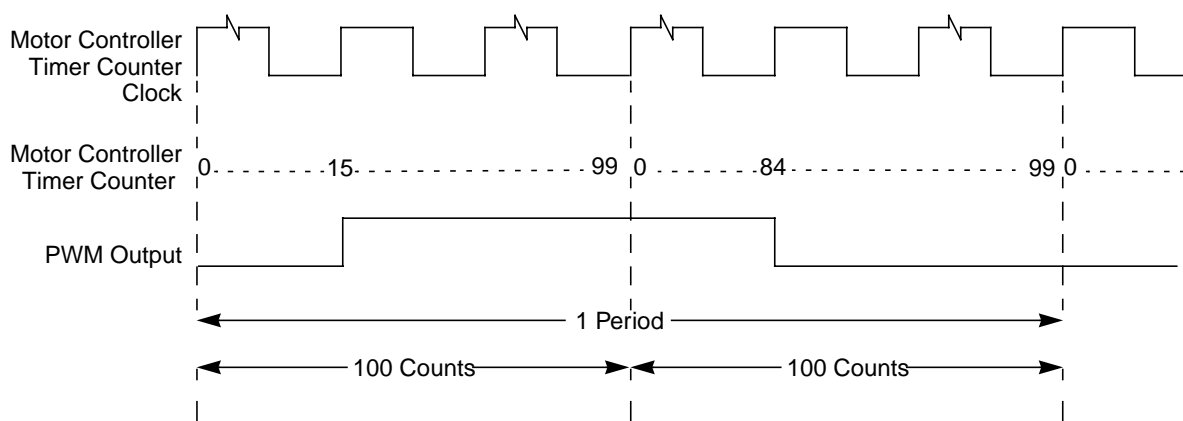 Motor Controller
Timer Counter
Clock
Motor Controller
Timer Counter
0 15 99 0 84 99 0
PWM Output
1 Period
100 Counts 100 Counts